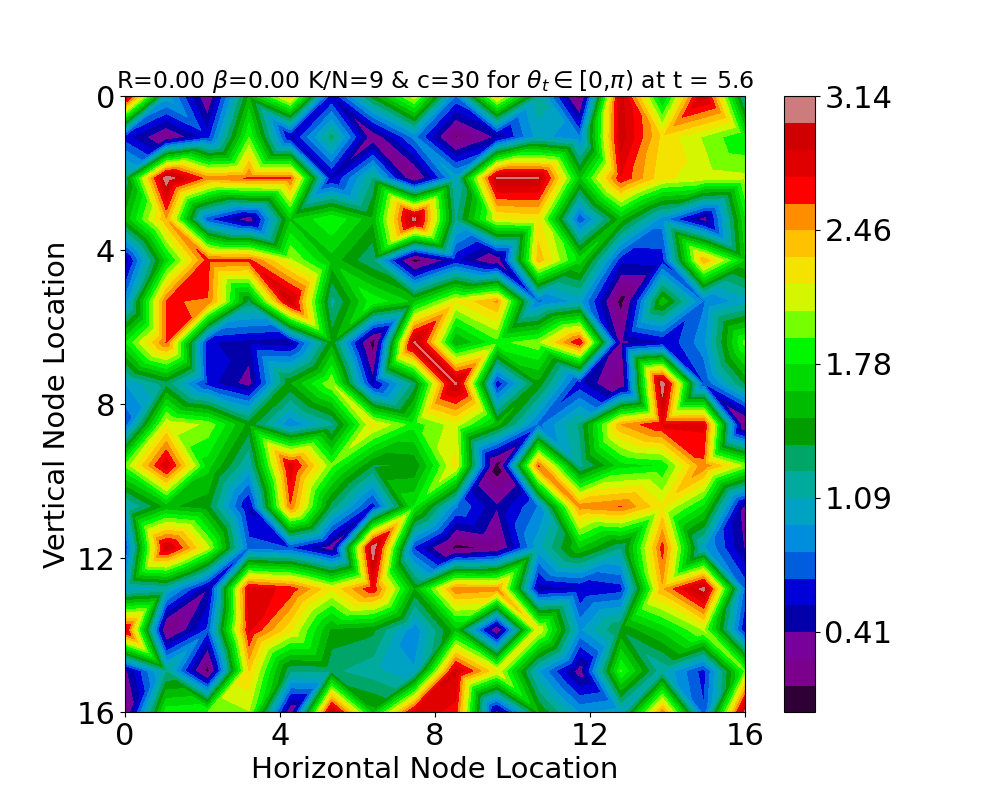 R=0.00 β=0.00 K/N=9 & c=30 for θₜ ∈ [0,π) at t = 5.6
0
4
8
12
16
Vertical Node Location
0 4 8 12 16
Horizontal Node Location
3.14
2.46
1.78
1.09
0.41